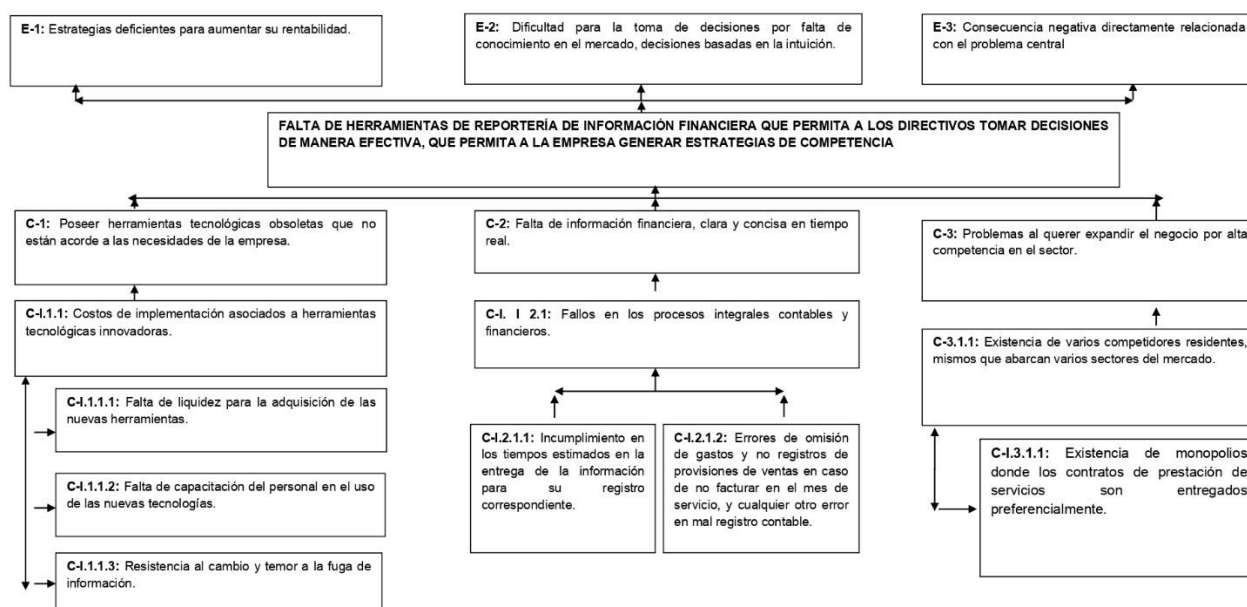 E-1: Estrategias deficientes para aumentar su rentabilidad.
E-2: Dificultad para la toma de decisiones por falta de
conocimiento en el mercado, decisiones basadas en la intuición.
E-3: Consecuencia negativa directamente relacionada
con el problema central
FALTA DE HERRAMIENTAS DE REPORTERÍA DE INFORMACIÓN FINANCIERA QUE PERMITA A LOS DIRECTIVOS TOMAR DECISIONES
DE MANERA EFECTIVA, QUE PERMITA A LA EMPRESA GENERAR ESTRATEGIAS DE COMPETENCIA
C-1: Poseer herramientas tecnológicas obsoletas que no
están acorde a las necesidades de la empresa.
C-2: Falta de información financiera, clara y concisa en tiempo
real.
C-3: Problemas al querer expandir el negocio por alta
competencia en el sector.
C-I.1.1: Costos de implementación asociados a herramientas
tecnológicas innovadoras.
C-I. I 2.1: Fallos en los procesos integrales contables y
financieros.
C-3.1.1: Existencia de varios competidores residentes,
mismos que abarcan varios sectores del mercado.
C-I.1.1.1: Falta de liquidez para la adquisición de las
nuevas herramientas.
C-I.1.1.2: Falta de capacitación del personal en el uso
de las nuevas tecnologías.
C-I.1.1.3: Resistencia al cambio y temor a la fuga de
información.
C-I.2.1.1: Incumplimiento en
los tiempos estimados en la
entrega de la información
para su registro
correspondiente.
C-I.2.1.2: Errores de omisión
de gastos y no registros de
provisiones de ventas en caso
de no facturar en el mes de
servicio, y cualquier otro error
en mal registro contable.
C-I.3.1.1: Existencia de monopolios
donde los contratos de prestación de
servicios son entregados
preferencialmente.